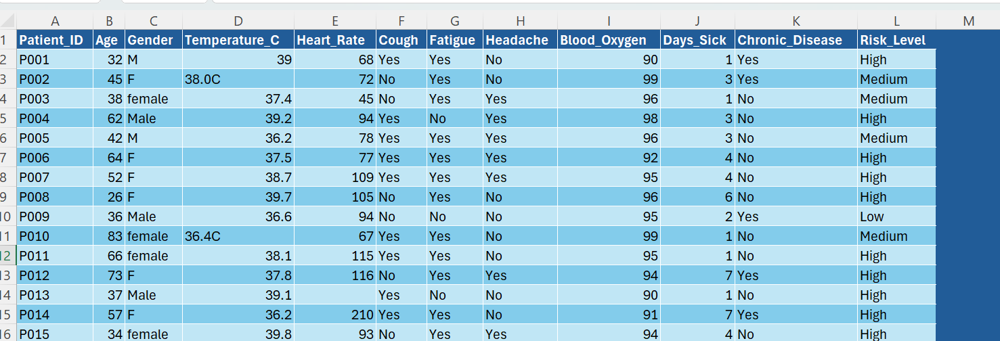 A B C D E F G H I J K L M
1 Patient_ID Age Gender Temperature_C Heart_Rate Cough Fatigue Headache Blood_Oxygen Days_Sick Chronic_Disease Risk_Level
2 P001 32 M 39 68 Yes Yes No 90 1 Yes High
3 P002 45 F 38.0C 72 No Yes No 99 3 Yes Medium
4 P003 38 female 37.4 45 No Yes Yes 96 1 No Medium
5 P004 62 Male 39.2 94 Yes No Yes 98 3 No High
6 P005 42 M 36.2 78 Yes Yes Yes 96 3 No Medium
7 P006 64 F 37.5 77 Yes Yes Yes 92 4 No High
8 P007 52 F 38.7 109 Yes Yes Yes 95 4 No High
9 P008 26 F 39.7 105 No Yes No 96 6 No High
10 P009 36 Male 36.6 94 No No No 95 2 Yes Low
11 P010 83 female 36.4C 67 Yes Yes No 99 1 No Medium
12 P011 66 female 38.1 115 Yes Yes No 95 1 No High
13 P012 73 F 37.8 116 No Yes Yes 94 7 Yes High
14 P013 37 Male 39.1 Yes No No 90 1 No High
15 P014 57 F 36.2 210 Yes Yes No 91 7 Yes High
16 P015 34 female 39.8 93 No Yes Yes 94 4 No High